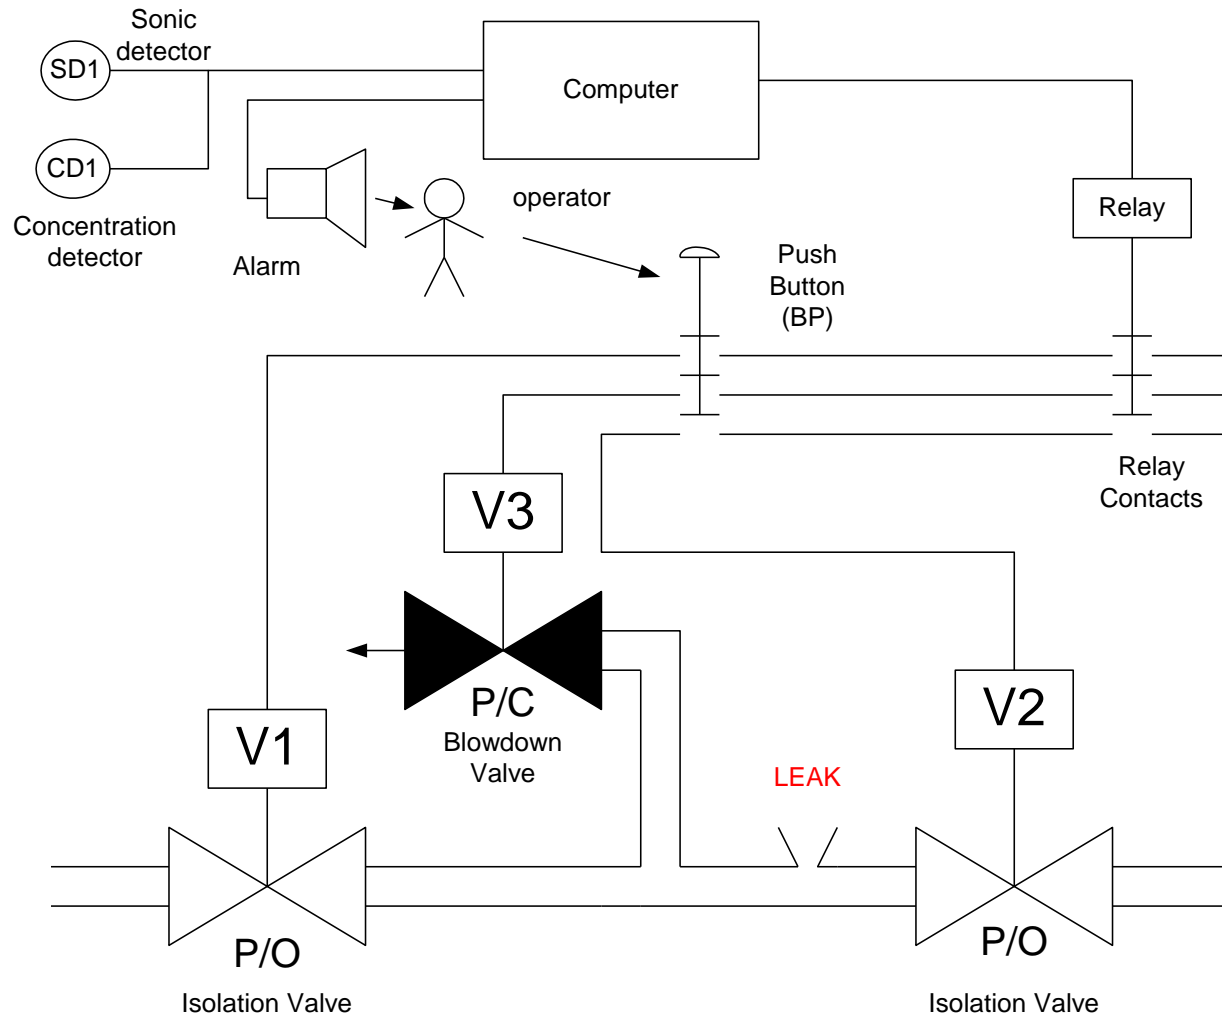 Sonic
detector
SD1
Computer
CD1
Concentration
detector
Alarm
operator
Push
Button
(BP)
Relay
Relay
Contacts
V3
P/C
Blowdown
Valve
V1
P/O
Isolation Valve
LEAK
V2
P/O
Isolation Valve